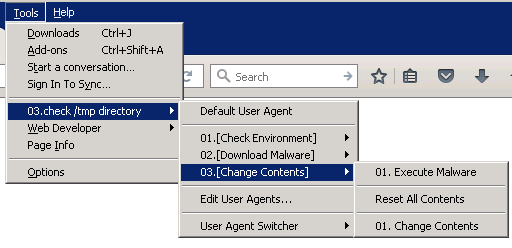 Tools Help
Downloads Ctrl+J
Add-ons Ctrl+Shift+A
Start a conversation...
Sign In To Sync...
03.check /tmp directory
Web Developer
Page Info
Options
Search
Default User Agent
01.[Check Environment]
02.[Download Malware]
03.[Change Contents]
Edit User Agents...
User Agent Switcher
01. Execute Malware
Reset All Contents
01. Change Contents